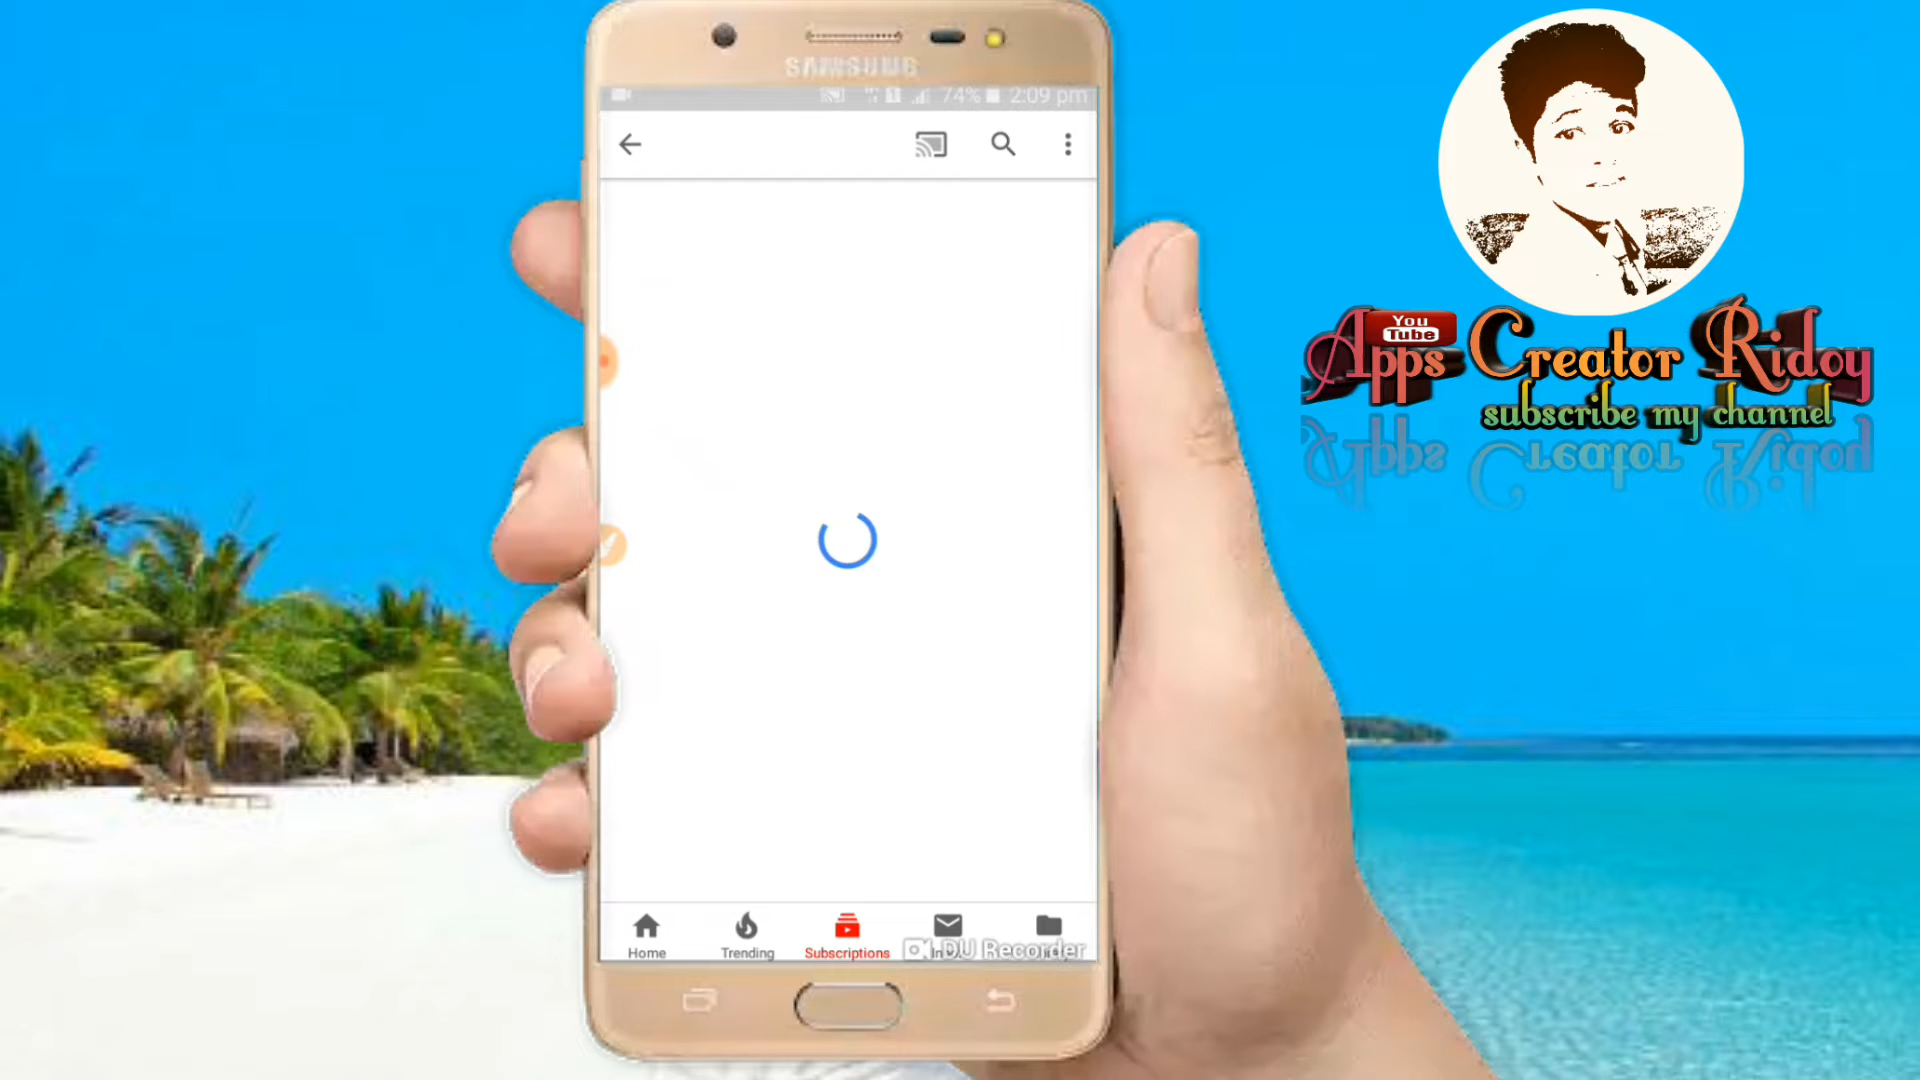 SAMSUNG
74% 2:09 pm
You
Tube
Apps Creator Ridoy
subscribe my channel
Home
Trending
Subscriptions
DU Recorder